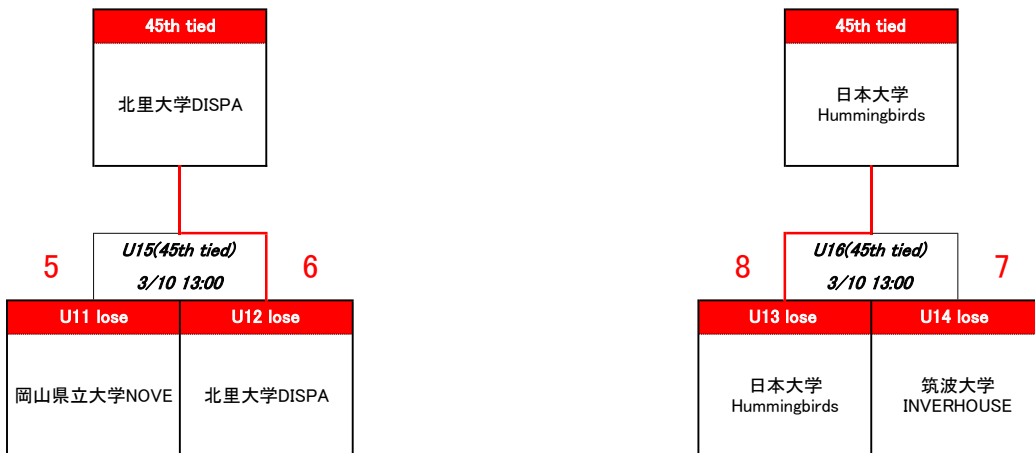 45th tied
北里大学DISPA
5
U15(45th tied)
3/10 13:00
6
U11 lose
U12 lose
岡山県立大学NOVE
北里大学DISPA
45th tied
日本大学
Hummingbirds
8
U16(45th tied)
3/10 13:00
7
U13 lose
U14 lose
日本大学
Hummingbirds
筑波大学
INVERHOUSE